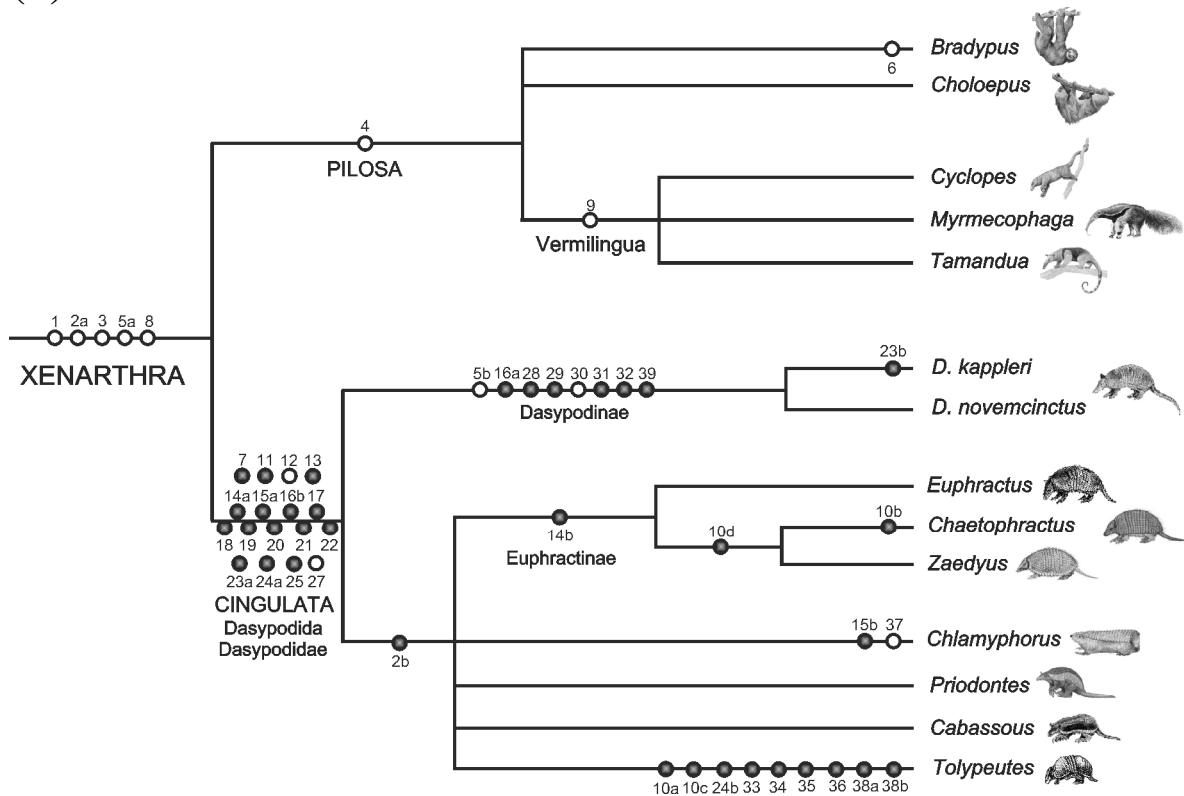 Bradypus
6
Choloepus
4
PILOSA
Cyclopes
9
Myrmecophaga
Vermilingua
Tamandua
1 2a 3 5a 8
XENARTHRA
23b
D. kappleri
5b 16a 28 29 30 31 32 39
Dasypodinae
D. novemcinctus
7 11 12 13
14a 15a 16b 17
18 19 20 21 22
23a 24a 25 27
CINGULATA
Dasypodida
Dasypodidae
Euphractus
14b
Euphractinae
10b
Chaetophractus
10d
Zaedyus
2b
15b 37
Chlamyphorus
Priodontes
Cabassous
Tolypeutes
10a 10c 24b 33 34 35 36 38a 38b